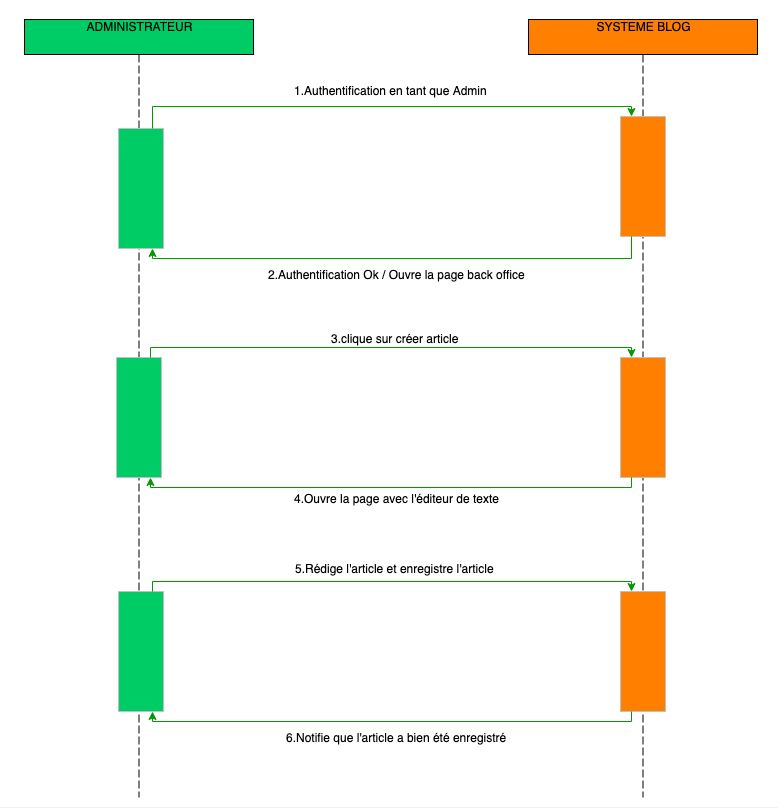 ADMINISTRATEUR
SYSTEME BLOG
1.Authentification en tant que Admin
2.Authentification Ok / Ouvre la page back office
3.clique sur créer article
4.Ouvre la page avec l'éditeur de texte
5.Rédige l'article et enregistre l'article
6.Notifie que l'article a bien été enregistré